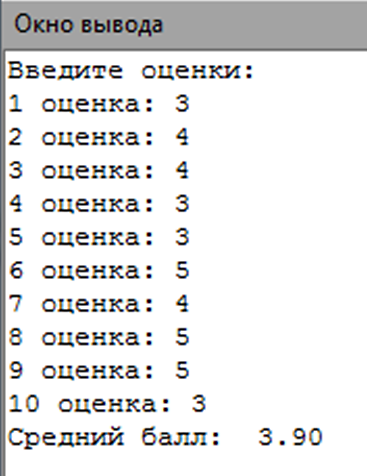 Окно вывода
Введите оценки:
1 оценка: 3
2 оценка: 4
3 оценка: 4
4 оценка: 3
5 оценка: 3
6 оценка: 5
7 оценка: 4
8 оценка: 5
9 оценка: 5
10 оценка: 3
Средний балл:  3.90